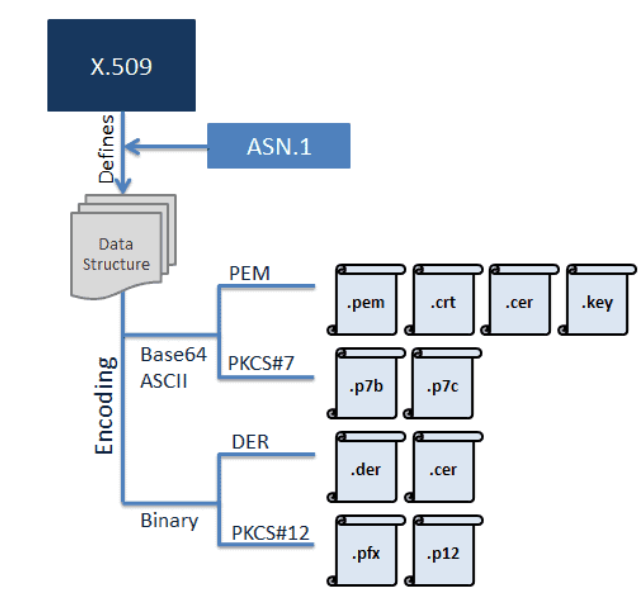 X.509
Defines
ASN.1
Data
Structure
Encoding
Base64
ASCII
PEM
.pem
.crt
.cer
.key
PKCS#7
.p7b
.p7c
Binary
DER
.der
.cer
PKCS#12
.pfx
.p12